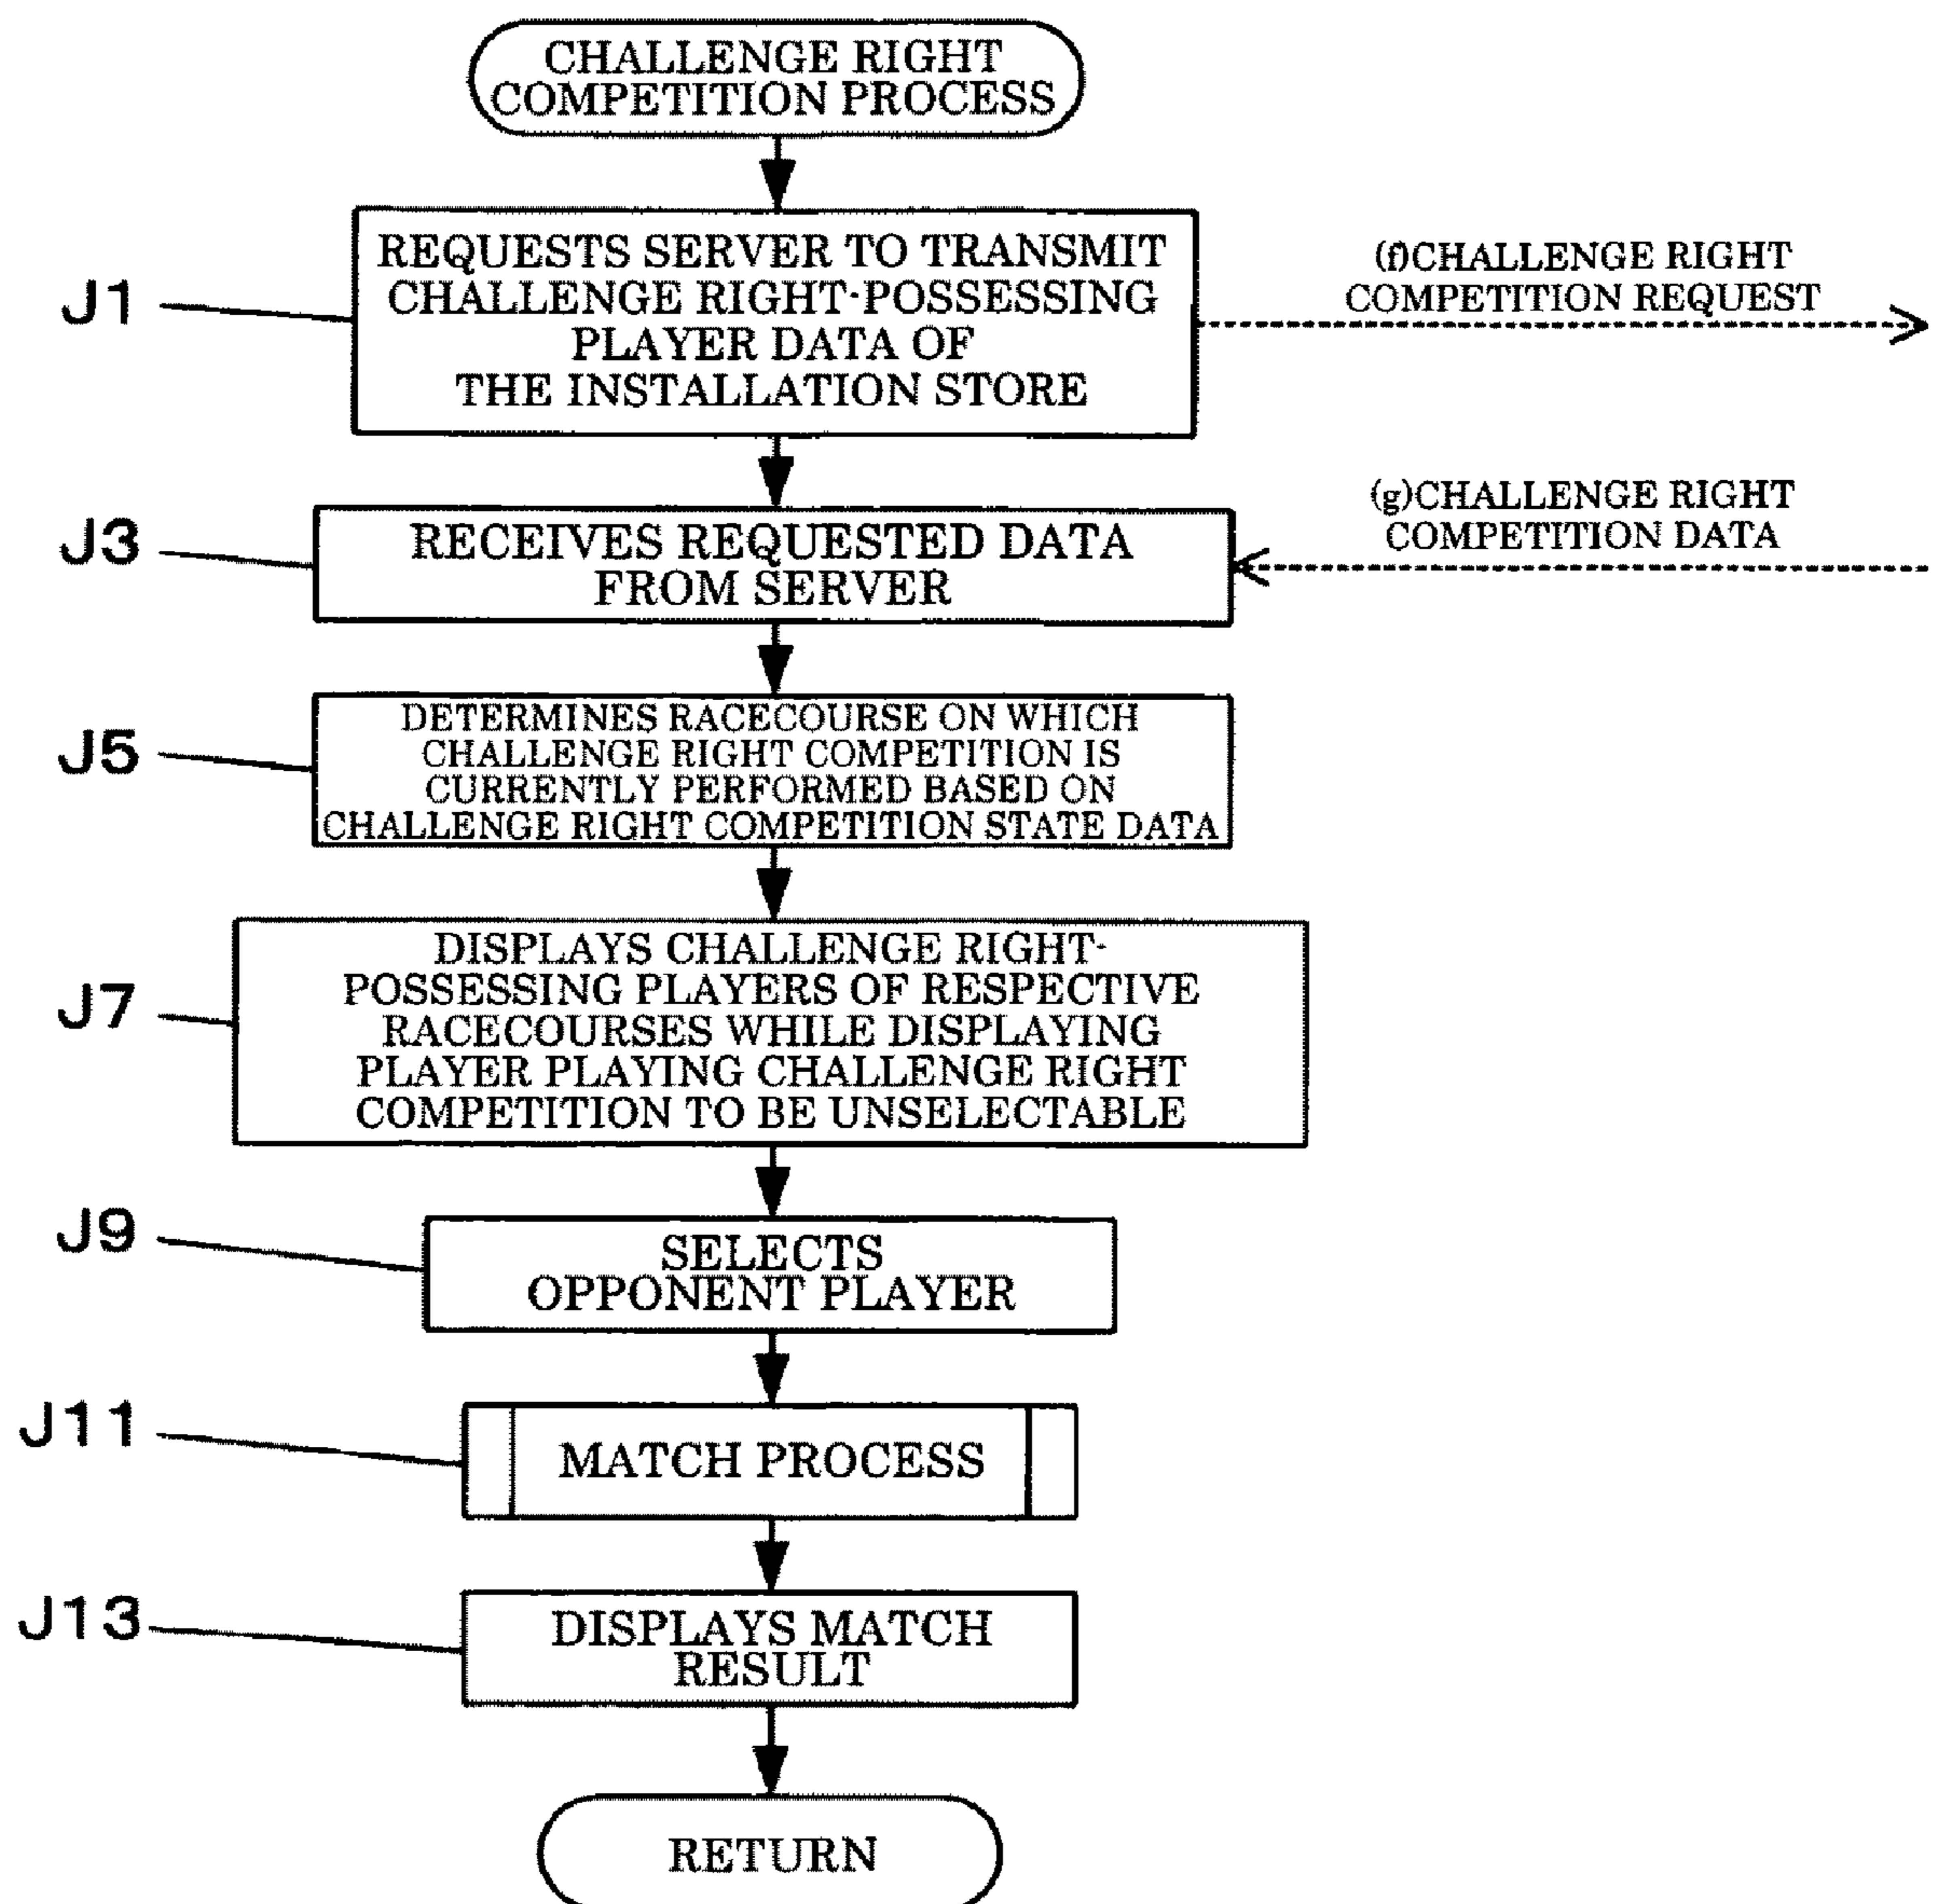 CHALLENGE RIGHT
COMPETITION PROCESS
J1
REQUESTS SERVER TO TRANSMIT
CHALLENGE RIGHT-POSSESSING
PLAYER DATA OF
THE INSTALLATION STORE
(f)CHALLENGE RIGHT
COMPETITION REQUEST
J3
RECEIVES REQUESTED DATA
FROM SERVER
(g)CHALLENGE RIGHT
COMPETITION DATA
J5
DETERMINES RACECOURSE ON WHICH
CHALLENGE RIGHT COMPETITION IS
CURRENTLY PERFORMED BASED ON
CHALLENGE RIGHT COMPETITION STATE DATA
J7
DISPLAYS CHALLENGE RIGHT-
POSSESSING PLAYERS OF RESPECTIVE
RACECOURSES WHILE DISPLAYING
PLAYER PLAYING CHALLENGE RIGHT
COMPETITION TO BE UNSELECTABLE
J9
SELECTS
OPPONENT PLAYER
J11
MATCH PROCESS
J13
DISPLAYS MATCH
RESULT
RETURN